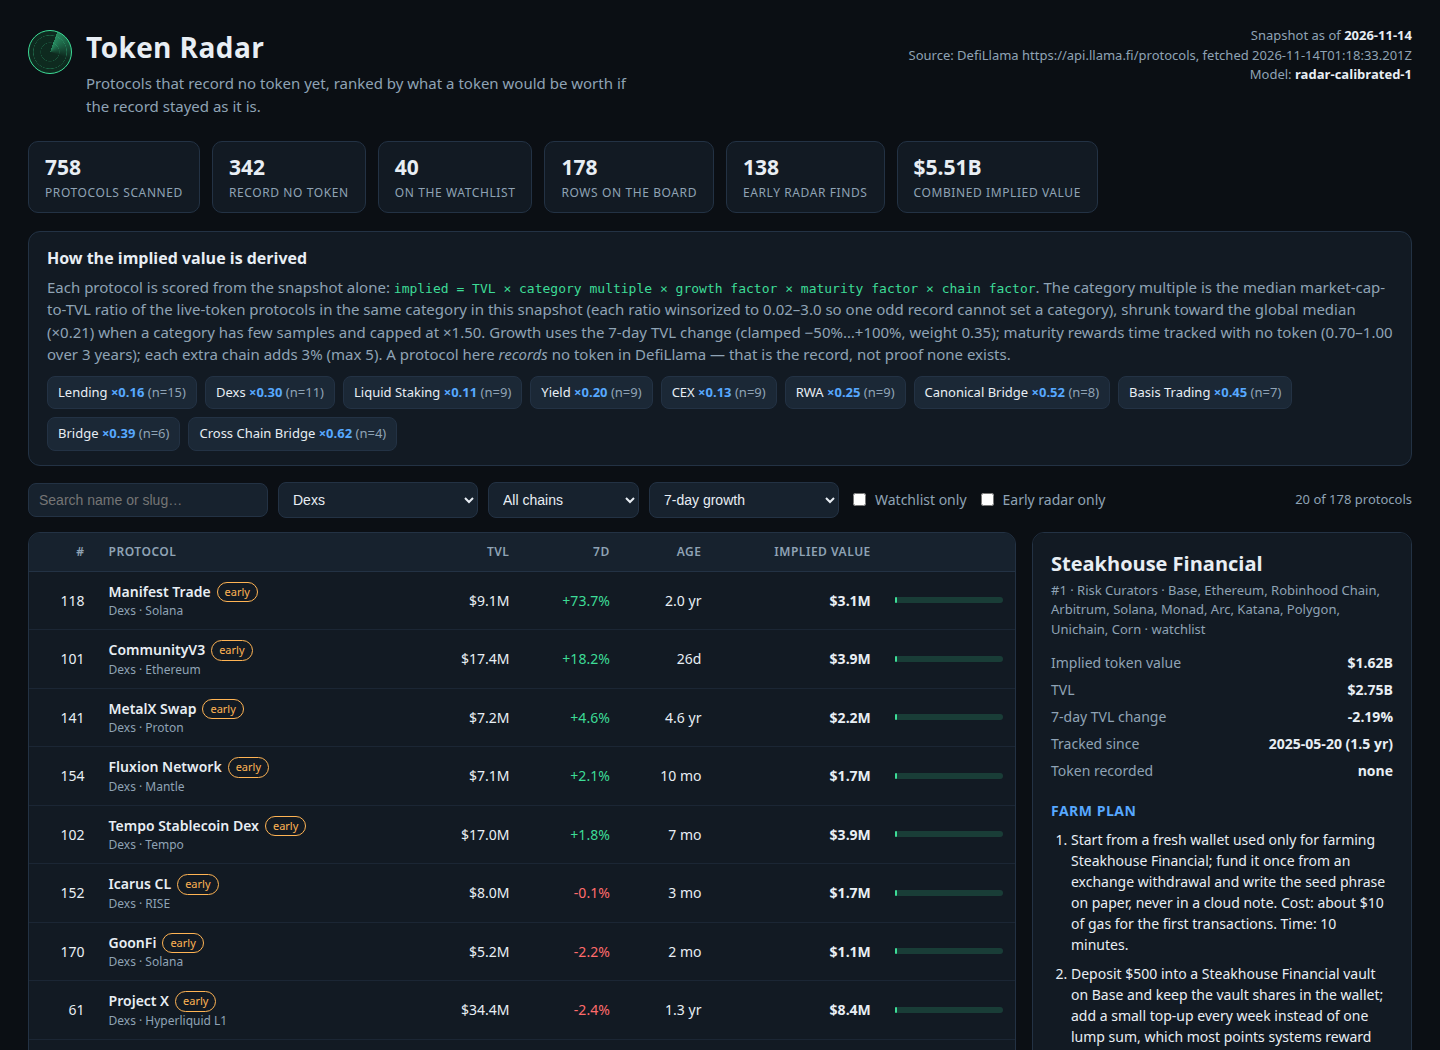 Token Radar
Protocols that record no token yet, ranked by what a token would be worth if
the record stayed as it is.
Snapshot as of 2026-11-14
Source: DefiLlama https://api.llama.fi/protocols, fetched 2026-11-14T01:18:33.201Z
Model: radar-calibrated-1
758
PROTOCOLS SCANNED
342
RECORD NO TOKEN
40
ON THE WATCHLIST
178
ROWS ON THE BOARD
138
EARLY RADAR FINDS
$5.51B
COMBINED IMPLIED VALUE
How the implied value is derived
Each protocol is scored from the snapshot alone: implied = TVL × category multiple × growth factor × maturity factor × chain factor. The category multiple is the median market-cap-
to-TVL ratio of the live-token protocols in the same category in this snapshot (each ratio winsorized to 0.02–3.0 so one odd record cannot set a category), shrunk toward the global median
(×0.21) when a category has few samples and capped at ×1.50. Growth uses the 7-day TVL change (clamped −50%…+100%, weight 0.35); maturity rewards time tracked with no token (0.70–1.00
over 3 years); each extra chain adds 3% (max 5). A protocol here records no token in DefiLlama — that is the record, not proof none exists.
Lending ×0.16 (n=15)
Dexs ×0.30 (n=11)
Liquid Staking ×0.11 (n=9)
Yield ×0.20 (n=9)
CEX ×0.13 (n=9)
RWA ×0.25 (n=9)
Canonical Bridge ×0.52 (n=8)
Basis Trading ×0.45 (n=7)
Bridge ×0.39 (n=6)
Cross Chain Bridge ×0.62 (n=4)
Search name or slug…
Dexs
All chains
7-day growth
Watchlist only
Early radar only
20 of 178 protocols
# PROTOCOL TVL 7D AGE IMPLIED VALUE
118 Manifest Trade early $9.1M +73.7% 2.0 yr $3.1M
Dexs · Solana
101 CommunityV3 early $17.4M +18.2% 26d $3.9M
Dexs · Ethereum
141 MetalX Swap early $7.2M +4.6% 4.6 yr $2.2M
Dexs · Proton
154 Fluxion Network early $7.1M +2.1% 10 mo $1.7M
Dexs · Mantle
102 Tempo Stablecoin Dex early $17.0M +1.8% 7 mo $3.9M
Dexs · Tempo
152 Icarus CL early $8.0M -0.1% 3 mo $1.7M
Dexs · RISE
170 GoonFi early $5.2M -2.2% 2 mo $1.1M
Dexs · Solana
61 Project X early $34.4M -2.4% 1.3 yr $8.4M
Dexs · Hyperliquid L1
Steakhouse Financial
#1 · Risk Curators · Base, Ethereum, Robinhood Chain,
Arbitrum, Solana, Monad, Arc, Katana, Polygon,
Unichain, Corn · watchlist
Implied token value $1.62B
TVL $2.75B
7-day TVL change -2.19%
Tracked since 2025-05-20 (1.5 yr)
Token recorded none
FARM PLAN
1. Start from a fresh wallet used only for farming
Steakhouse Financial; fund it once from an
exchange withdrawal and write the seed phrase
on paper, never in a cloud note. Cost: about $10
of gas for the first transactions. Time: 10
minutes.
2. Deposit $500 into a Steakhouse Financial vault
on Base and keep the vault shares in the wallet;
add a small top-up every week instead of one
lump sum, which most points systems reward